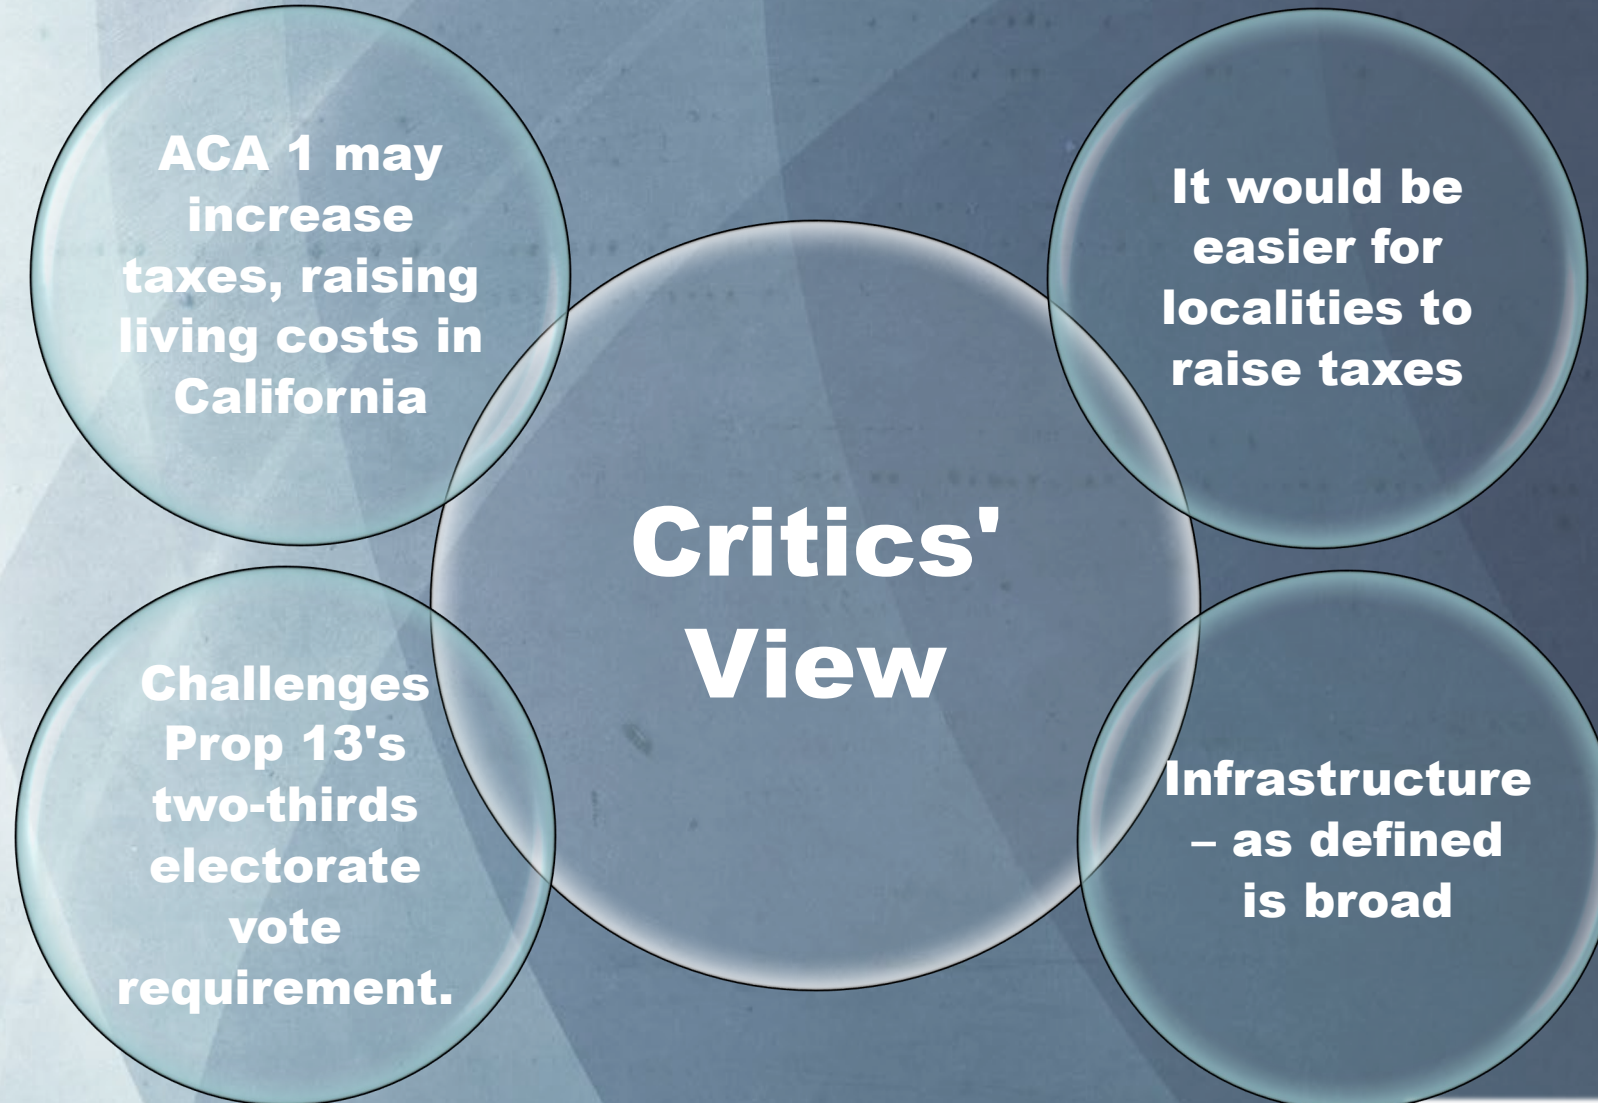 ACA 1 may
increase
taxes, raising
living costs in
California
It would be
easier for
localities to
raise taxes
Critics'
View
Challenges
Prop 13's
two-thirds
electorate
vote
requirement.
Infrastructure
– as defined
is broad